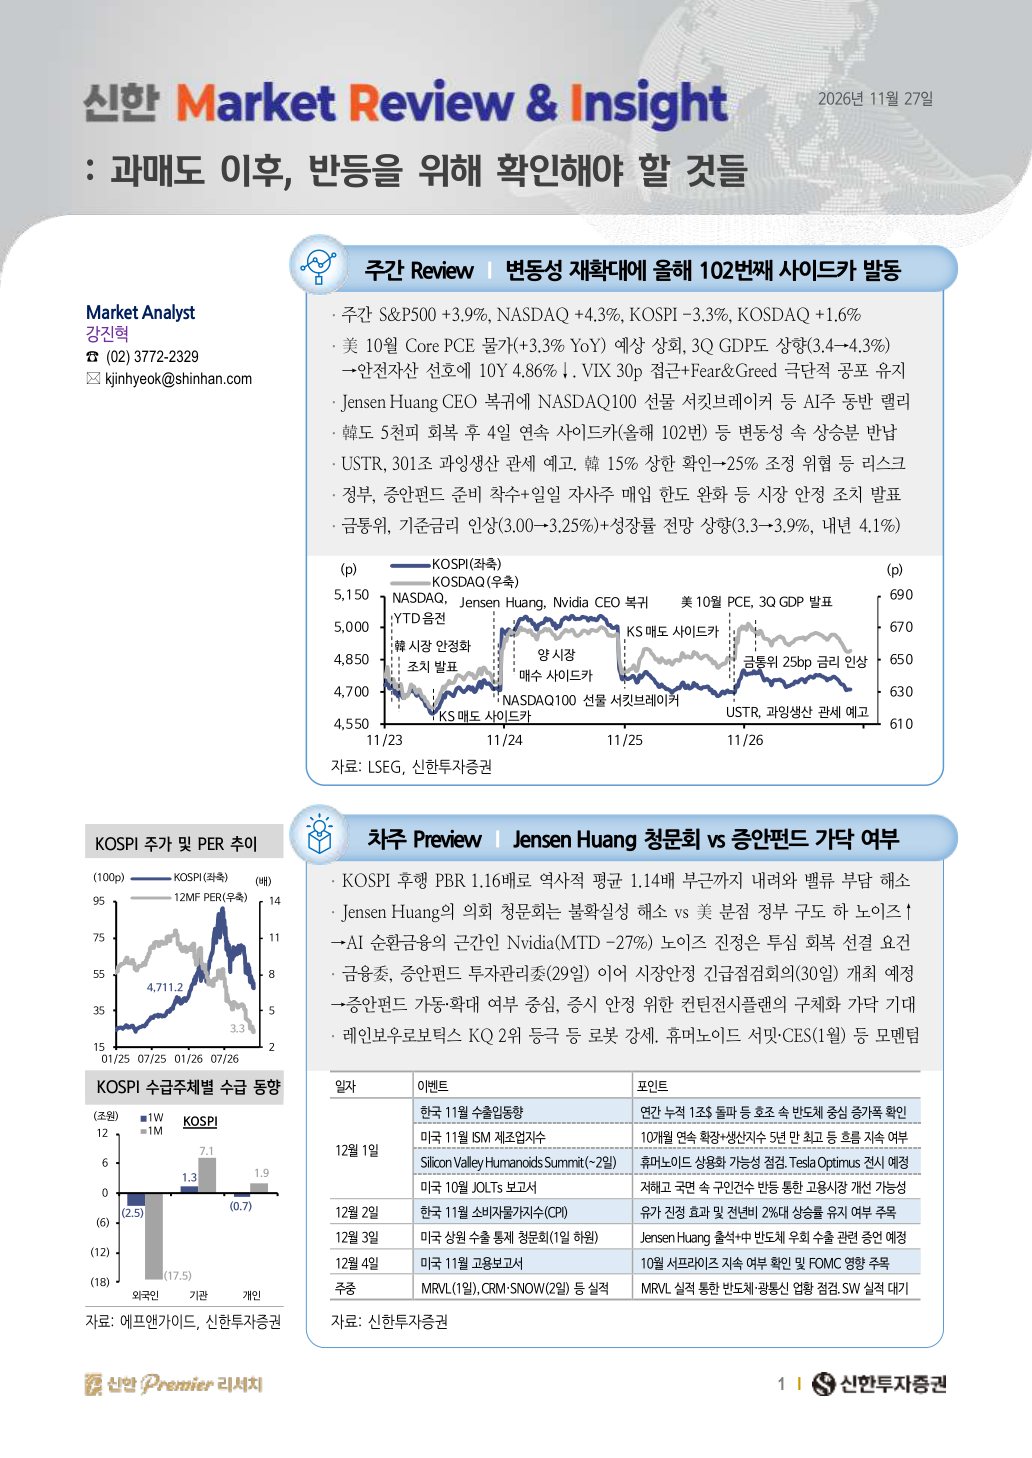 신한 Market Review & Insight
2026년 11월 27일
: 과매도 이후, 반등을 위해 확인해야 할 것들
Market Analyst
강진혁
☎ (02) 3772-2329
✉ kjinhyeok@shinhan.com
주간 Review | 변동성 재확대에 올해 102번째 사이드카 발동
· 주간 S&P500 +3.9%, NASDAQ +4.3%, KOSPI -3.3%, KOSDAQ +1.6%
· 美 10월 Core PCE 물가(+3.3% YoY) 예상 상회, 3Q GDP도 상향(3.4→4.3%)
→안전자산 선호에 10Y 4.86%↓. VIX 30p 접근+Fear&Greed 극단적 공포 유지
· Jensen Huang CEO 복귀에 NASDAQ100 선물 서킷브레이커 등 AI주 동반 랠리
· 韓도 5천피 회복 후 4일 연속 사이드카(올해 102번) 등 변동성 속 상승분 반납
· USTR, 301조 과잉생산 관세 예고. 韓 15% 상한 확인→25% 조정 위협 등 리스크
· 정부, 증안펀드 준비 착수+일일 자사주 매입 한도 완화 등 시장 안정 조치 발표
· 금통위, 기준금리 인상(3.00→3.25%)+성장률 전망 상향(3.3→3.9%, 내년 4.1%)
(p)
KOSPI(좌축)
KOSDAQ(우축)
(p)
5,150
5,000
4,850
4,700
4,550
690
670
650
630
610
NASDAQ,
YTD 음전
Jensen Huang, Nvidia CEO 복귀
美 10월 PCE, 3Q GDP 발표
韓 시장 안정화
조치 발표
양 시장
매수 사이드카
KS 매도 사이드카
금통위 25bp 금리 인상
NASDAQ100 선물 서킷브레이커
KS 매도 사이드카
USTR, 과잉생산 관세 예고
11/23
11/24
11/25
11/26
자료: LSEG, 신한투자증권
KOSPI 주가 및 PER 추이
(100p)
KOSPI(좌축)
12MF PER(우축)
(배)
95
75
55
35
15
14
11
8
5
2
4,711.2
3.3
01/25 07/25 01/26 07/26
KOSPI 수급주체별 수급 동향
(조원)
1W
1M
KOSPI
12
6
0
(6)
(12)
(18)
(2.5)
(17.5)
1.3
7.1
(0.7)
1.9
외국인
기관
개인
자료: 에프앤가이드, 신한투자증권
차주 Preview | Jensen Huang 청문회 vs 증안펀드 가닥 여부
· KOSPI 후행 PBR 1.16배로 역사적 평균 1.14배 부근까지 내려와 밸류 부담 해소
· Jensen Huang의 의회 청문회는 불확실성 해소 vs 美 분점 정부 구도 하 노이즈↑
→AI 순환금융의 근간인 Nvidia(MTD -27%) 노이즈 진정은 투심 회복 선결 요건
· 금융委, 증안펀드 투자관리委(29일) 이어 시장안정 긴급점검회의(30일) 개최 예정
→증안펀드 가동·확대 여부 중심, 증시 안정 위한 컨틴전시플랜의 구체화 가닥 기대
· 레인보우로보틱스 KQ 2위 등극 등 로봇 강세. 휴머노이드 서밋·CES(1월) 등 모멘텀
일자 이벤트 포인트
12월 1일
한국 11월 수출입동향 연간 누적 1조$ 돌파 등 호조 속 반도체 중심 증가폭 확인
미국 11월 ISM 제조업지수 10개월 연속 확장+생산지수 5년 만 최고 등 흐름 지속 여부
Silicon Valley Humanoids Summit(~2일) 휴머노이드 상용화 가능성 점검. Tesla Optimus 전시 예정
미국 10월 JOLTs 보고서 저해고 국면 속 구인건수 반등 통한 고용시장 개선 가능성
12월 2일 한국 11월 소비자물가지수(CPI) 유가 진정 효과 및 전년비 2%대 상승률 유지 여부 주목
12월 3일 미국 상원 수출 통제 청문회(1일 하원) Jensen Huang 출석+中 반도체 우회 수출 관련 증언 예정
12월 4일 미국 11월 고용보고서 10월 서프라이즈 지속 여부 확인 및 FOMC 영향 주목
주중 MRVL(1일), CRM·SNOW(2일) 등 실적 MRVL 실적 통한 반도체·광통신 업황 점검. SW 실적 대기
자료: 신한투자증권
신한 Premier 리서치
1 | 신한투자증권